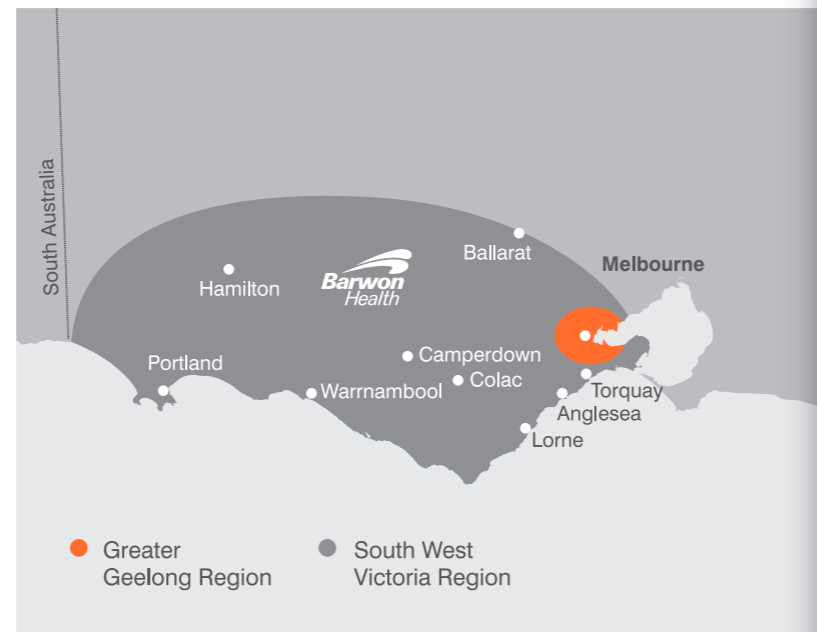 South Australia
Ballarat
Melbourne
Hamilton
Barwon
Health
Camperdown
Portland
Colac
Warrnambool
Torquay
Anglesea
Lorne
Greater
Geelong Region
South West
Victoria Region